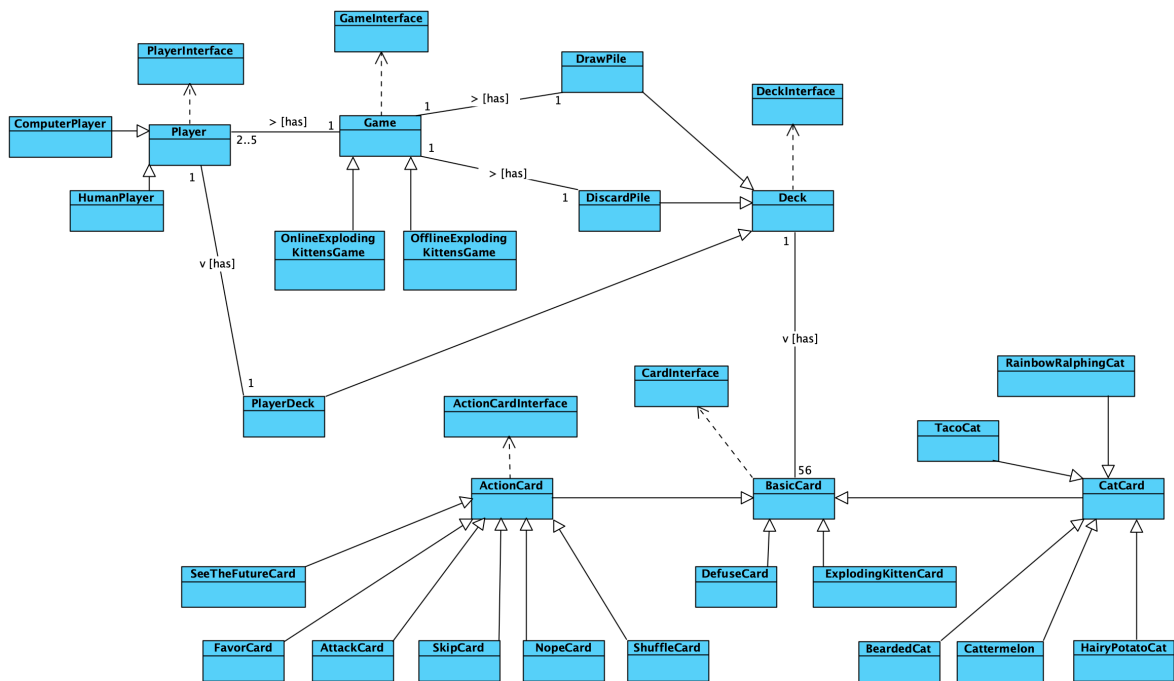 GameInterface
PlayerInterface
DrawPile
DeckInterface
> [has]
1
1
ComputerPlayer
Player
> [has]
1
Game
2..5
1
1
> [has]
HumanPlayer
1
DiscardPile
Deck
OnlineExploding
KittensGame
OfflineExploding
KittensGame
1
v [has]
v [has]
CardInterface
RainbowRalphingCat
1
PlayerDeck
ActionCardInterface
TacoCat
56
ActionCard
BasicCard
CatCard
SeeTheFutureCard
DefuseCard
ExplodingKittenCard
FavorCard
AttackCard
SkipCard
NopeCard
ShuffleCard
BeardedCat
Cattermelon
HairyPotatoCat